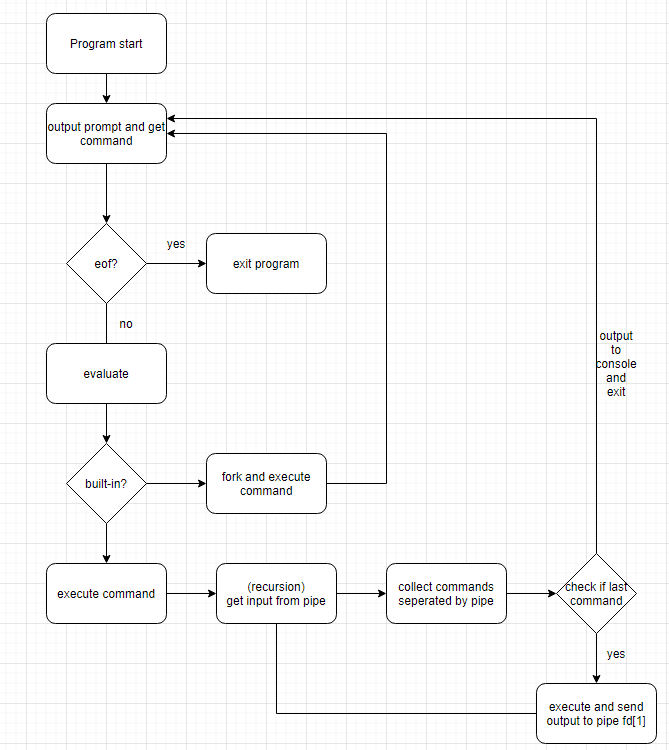 Program start
output prompt and get
command
eof?
yes
exit program
no
evaluate
built-in?
fork and execute
command
output
to
console
and
exit
execute command
(recursion)
get input from pipe
collect commands
seperated by pipe
check if last
command
yes
execute and send
output to pipe fd[1]